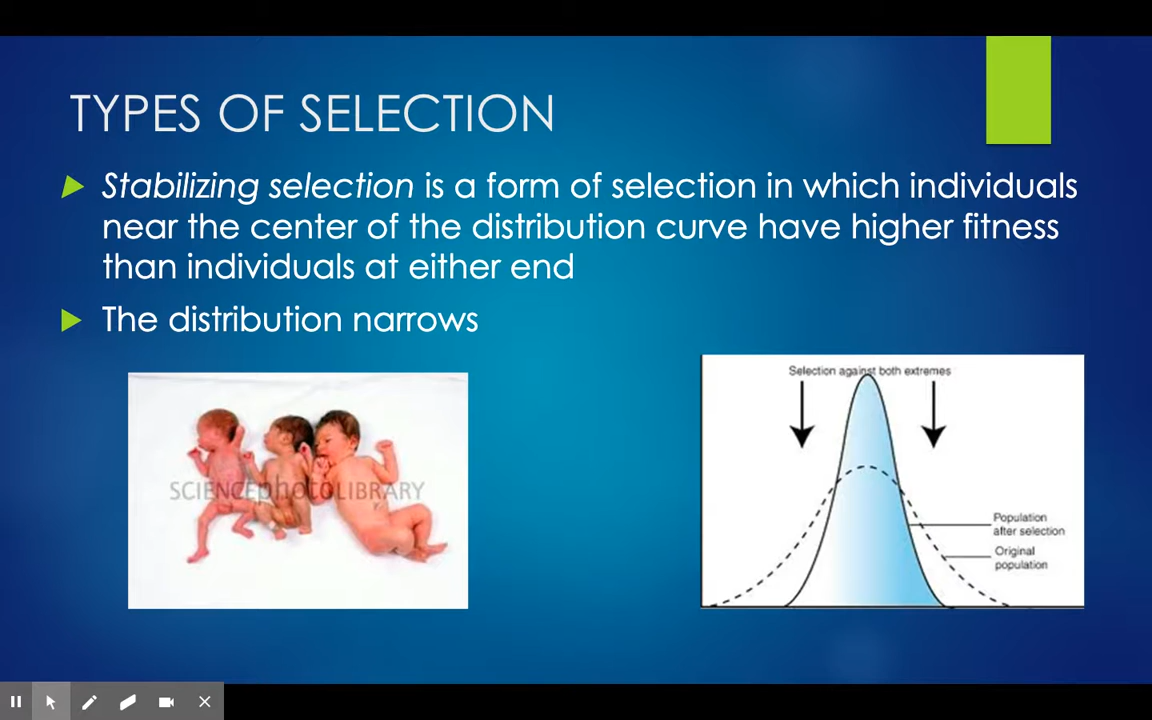 TYPES OF SELECTION
Stabilizing selection is a form of selection in which individuals
near the center of the distribution curve have higher fitness
than individuals at either end
The distribution narrows
SCIENCEphotoLIBRARY
Selection against both extremes
Population
after selection
Original
population